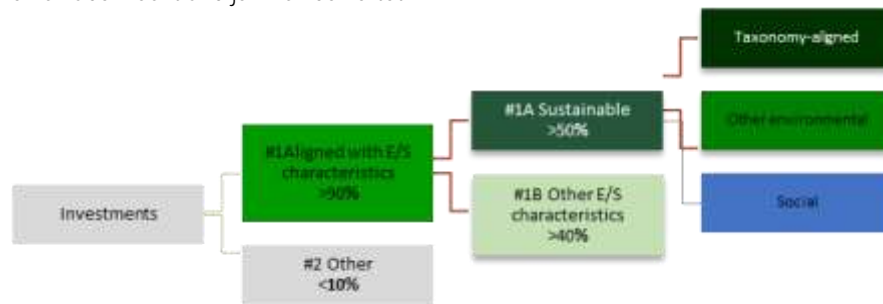 Taxonomy-aligned
#1A Sustainable
>50%
Other environmental
#1Aligned with E/S
characteristics
>90%
#1B Other E/S
characteristics
>40%
Social
Investments
#2 Other
<10%